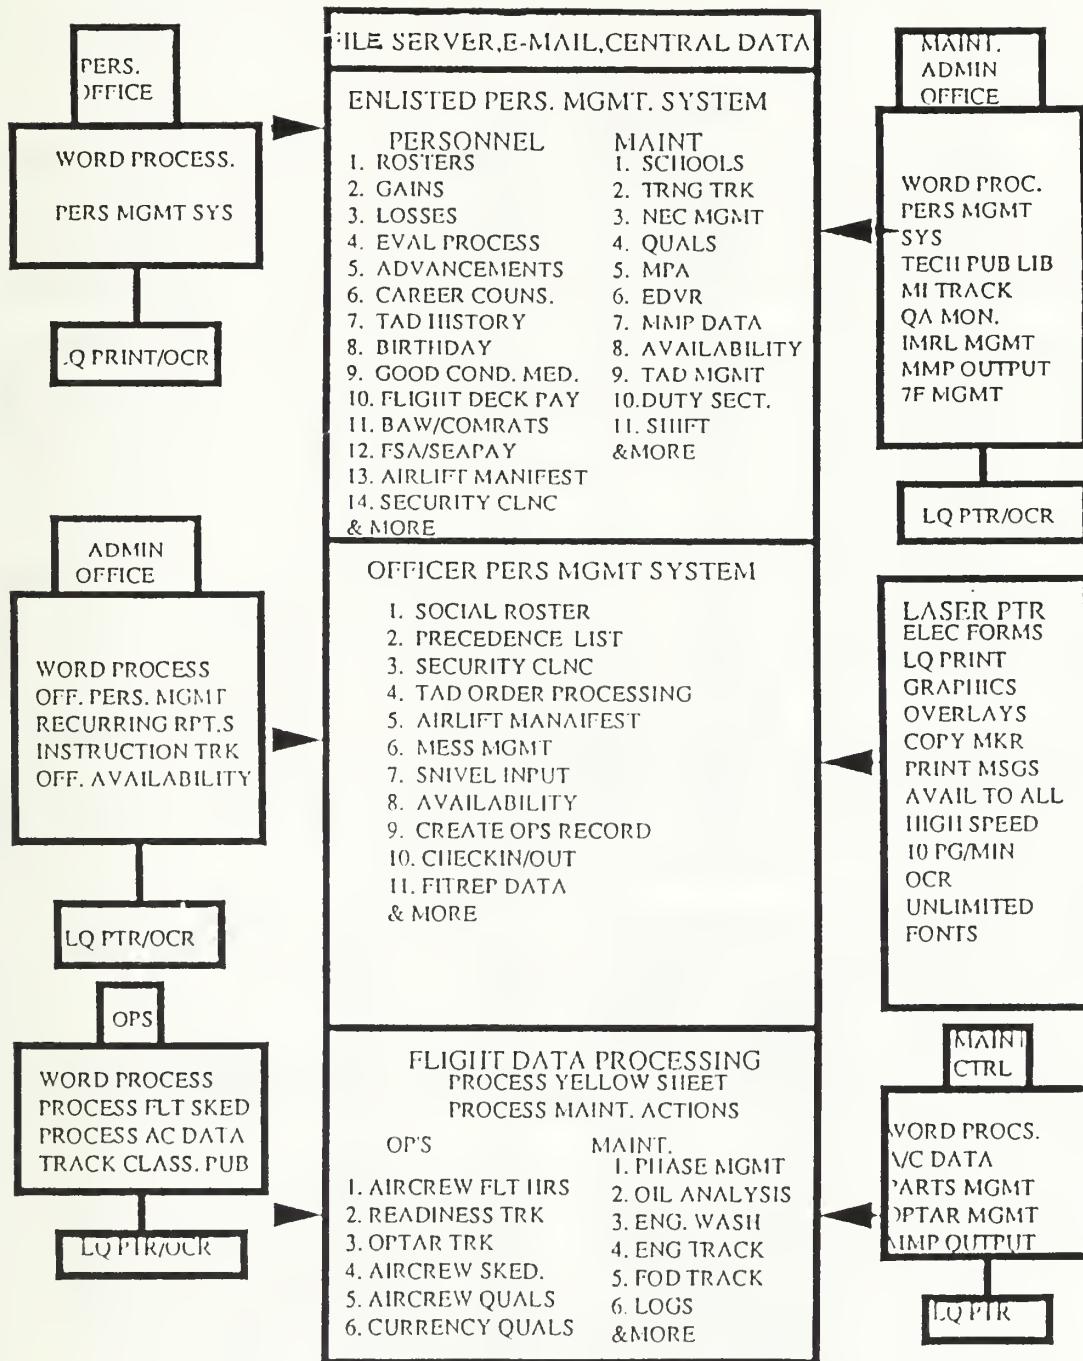 PERS.
OFFICE
WORD PROCESS.
PERS MGMT SYS
LQ PRINT/OCR
ADMIN
OFFICE
WORD PROCESS
OFF. PERS. MGMT
RECURRING RPT.S
INSTRUCTION TRK
OFF. AVAILABILITY
LQ PTR/OCR
OPS
WORD PROCESS
PROCESS FLT SKED
PROCESS AC DATA
TRACK CLASS. PUB
LQ PTR/OCR
FILE SERVER,E-MAIL,CENTRAL DATA
ENLISTED PERS. MGMT. SYSTEM
PERSONNEL
1. ROSTERS
2. GAINS
3. LOSSES
4. EVAL PROCESS
5. ADVANCEMENTS
6. CAREER COUNS.
7. TAD HISTORY
8. BIRTHDAY
9. GOOD COND. MED.
10. FLIGHT DECK PAY
11. BAW/COMRATS
12. FSA/SEAPAY
13. AIRLIFT MANIFEST
14. SECURITY CLNC
& MORE
MAINT
1. SCHOOLS
2. TRNG TRK
3. NEC MGMT
4. QUALS
5. MPA
6. EDVR
7. MMP DATA
8. AVAILABILITY
9. TAD MGMT
10.DUTY SECT.
11. SHIFT
&MORE
OFFICER PERS MGMT SYSTEM
1. SOCIAL ROSTER
2. PRECEDENCE LIST
3. SECURITY CLNC
4. TAD ORDER PROCESSING
5. AIRLIFT MANAIFEST
6. MESS MGMT
7. SNIVEL INPUT
8. AVAILABILITY
9. CREATE OPS RECORD
10. CHECKIN/OUT
11. FITREP DATA
& MORE
FLIGHT DATA PROCESSING
PROCESS YELLOW SHEET
PROCESS MAINT. ACTIONS
OP'S
1. AIRCREW FLT HRS
2. READINESS TRK
3. OPTAR TRK
4. AIRCREW SKED.
5. AIRCREW QUALS
6. CURRENCY QUALS
MAINT.
1. PHASE MGMT
2. OIL ANALYSIS
3. ENG. WASH
4. ENG TRACK
5. FOD TRACK
6. LOGS
&MORE
MAINT.
ADMIN
OFFICE
WORD PROC.
PERS MGMT
SYS
TECH PUB LIB
MI TRACK
QA MON.
IMRL MGMT
MMP OUTPUT
7F MGMT
LQ PTR/OCR
LASER PTR
ELEC FORMS
LQ PRINT
GRAPHICS
OVERLAYS
COPY MKR
PRINT MSGS
AVAIL TO ALL
HIGH SPEED
10 PG/MIN
OCR
UNLIMITED
FONTS
MAINT
CTRL
WORD PROCS.
A/C DATA
PARTS MGMT
OPTAR MGMT
MMP OUTPUT
LQ PTR